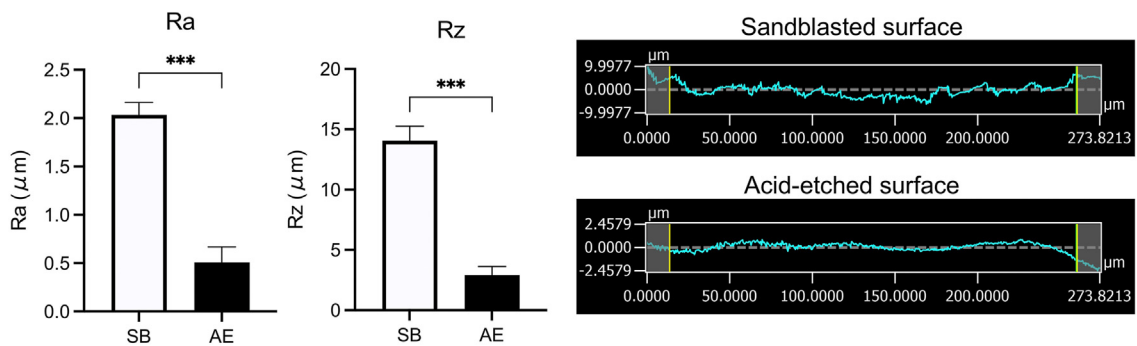 Ra
***
2.5
2.0
1.5
1.0
0.5
0.0
Ra (μm)
SB AE
Rz
***
20
15
10
5
0
Rz (μm)
SB AE
Sandblasted surface
μm
9.9977
0.0000
-9.9977
μm
0.0000 50.0000 100.0000 150.0000 200.0000 273.8213
Acid-etched surface
μm
2.4579
0.0000
-2.4579
μm
0.0000 50.0000 100.0000 150.0000 200.0000 273.8213